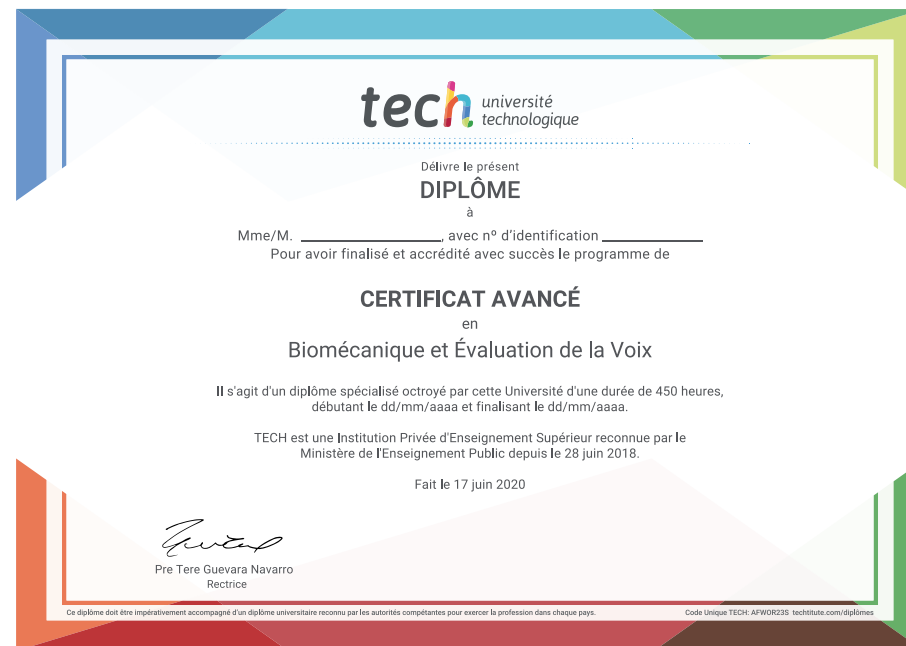 tech université
technologique
Délivre le présent
DIPLÔME
à
Mme/M. ____________________, avec nº d'identification ______________
Pour avoir finalisé et accrédité avec succès le programme de
CERTIFICAT AVANCÉ
en
Biomécanique et Évaluation de la Voix
Il s'agit d'un diplôme spécialisé octroyé par cette Université d'une durée de 450 heures,
débutant le dd/mm/aaaa et finalisant le dd/mm/aaaa.
TECH est une Institution Privée d'Enseignement Supérieur reconnue par le
Ministère de l'Enseignement Public depuis le 28 juin 2018.
Fait le 17 juin 2020
Pre Tere Guevara Navarro
Rectrice
Ce diplôme doit être impérativement accompagné d'un diplôme universitaire reconnu par les autorités compétantes pour exercer la profession dans chaque pays.
Code Unique TECH: AFWOR23S techtitute.com/diplômes